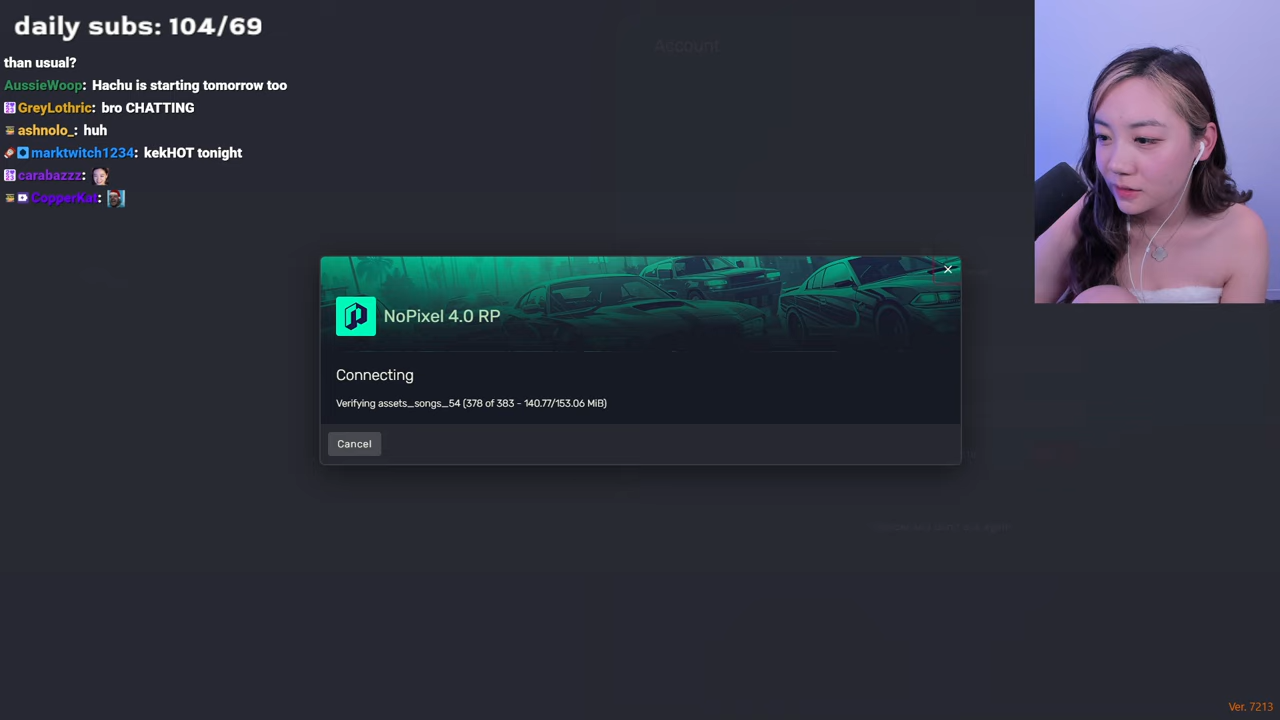 daily subs: 104/69
than usual?
AussieWoop: Hachu is starting tomorrow too
GreyLothric: bro CHATTING
ashnolo_: huh
marktwitch1234: kekHOT tonight
carabazzz:
CopperKat:
Account
NoPixel 4.0 RP
Connecting
Verifying assets_songs_54 (378 of 383 - 140.77/153.06 MiB)
Cancel
Ver. 7213